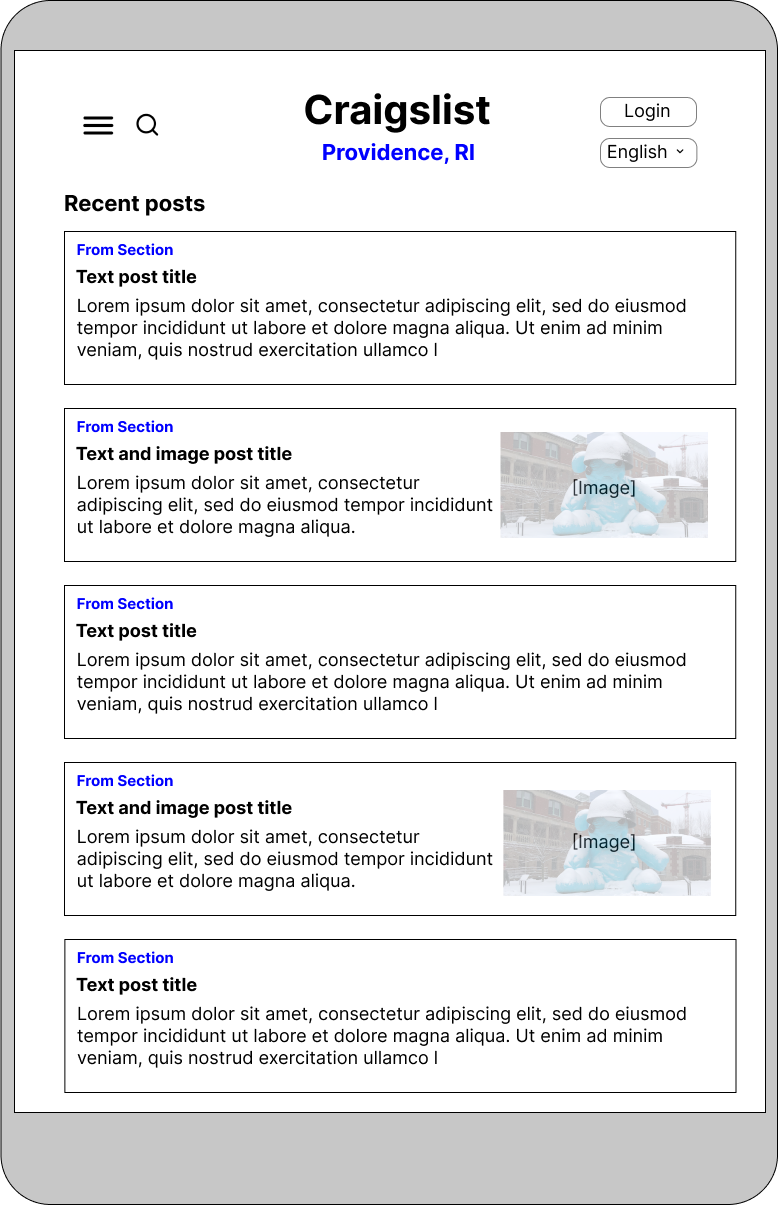 Craigslist
Providence, RI
Login
English
Recent posts
From Section
Text post title
Lorem ipsum dolor sit amet, consectetur adipiscing elit, sed do eiusmod
tempor incididunt ut labore et dolore magna aliqua. Ut enim ad minim
veniam, quis nostrud exercitation ullamco l
From Section
Text and image post title
Lorem ipsum dolor sit amet, consectetur
adipiscing elit, sed do eiusmod tempor incididunt
ut labore et dolore magna aliqua.
[Image]
From Section
Text post title
Lorem ipsum dolor sit amet, consectetur adipiscing elit, sed do eiusmod
tempor incididunt ut labore et dolore magna aliqua. Ut enim ad minim
veniam, quis nostrud exercitation ullamco l
From Section
Text and image post title
Lorem ipsum dolor sit amet, consectetur
adipiscing elit, sed do eiusmod tempor incididunt
ut labore et dolore magna aliqua.
[Image]
From Section
Text post title
Lorem ipsum dolor sit amet, consectetur adipiscing elit, sed do eiusmod
tempor incididunt ut labore et dolore magna aliqua. Ut enim ad minim
veniam, quis nostrud exercitation ullamco l